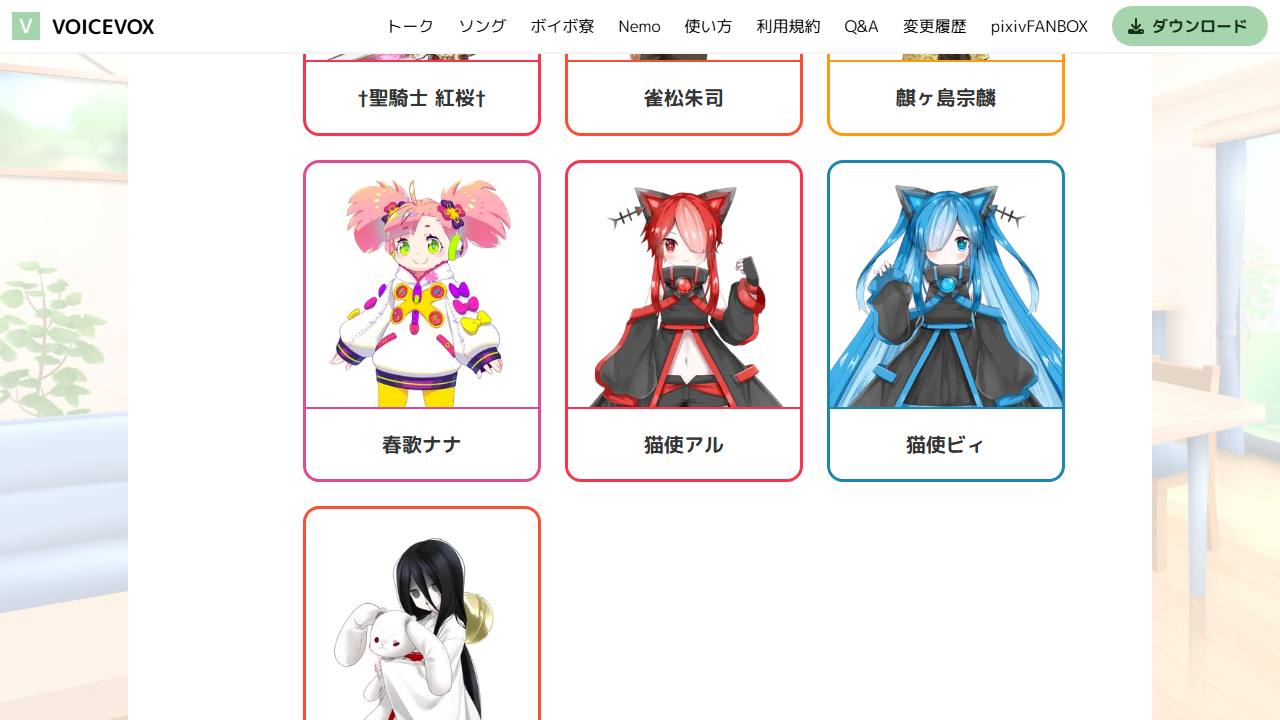 V VOICEVOX トーク ソング ボイボ寮 Nemo 使い方 利用規約 Q&A 変更履歴 pixivFANBOX ダウンロード
†聖騎士 紅桜† 雀松朱司 麒ヶ島宗麟
春歌ナナ 猫使アル 猫使ビィ